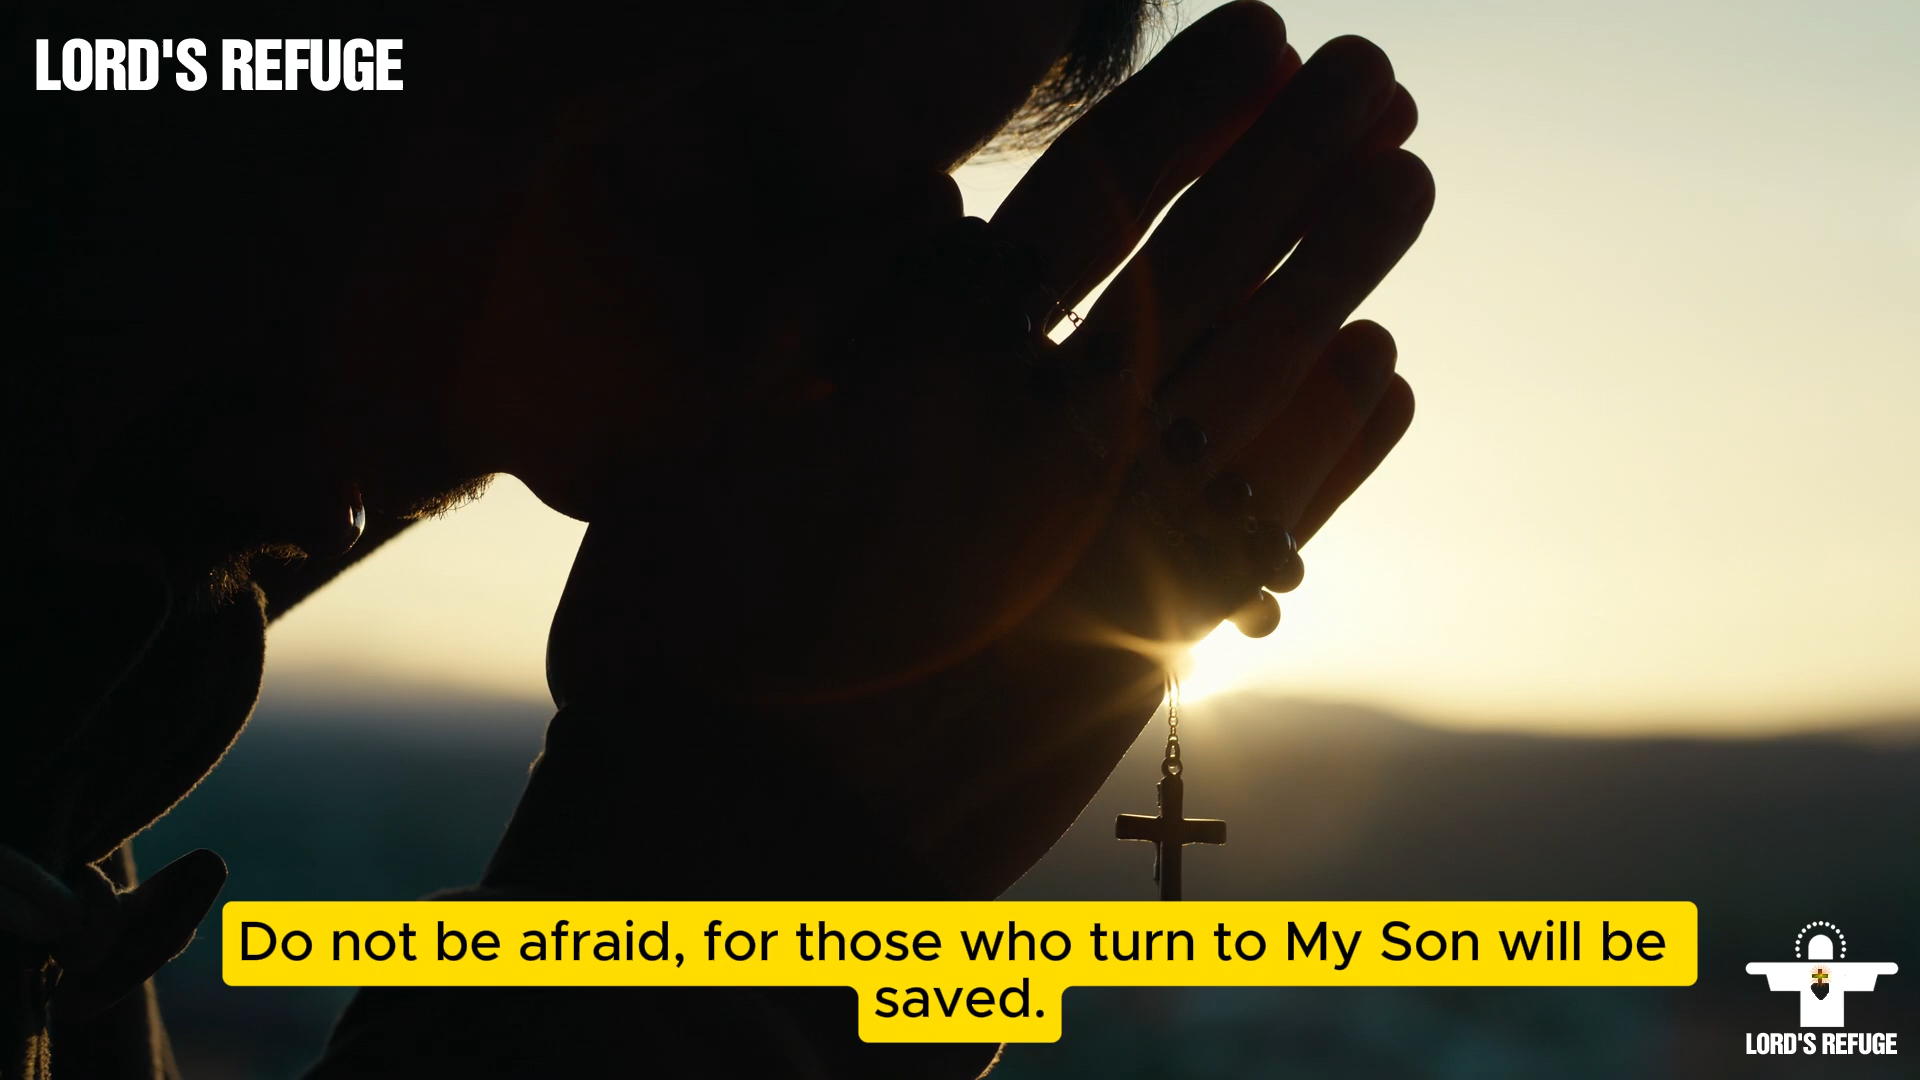 LORD'S REFUGE
Do not be afraid, for those who turn to My Son will be
saved.
LORD'S REFUGE